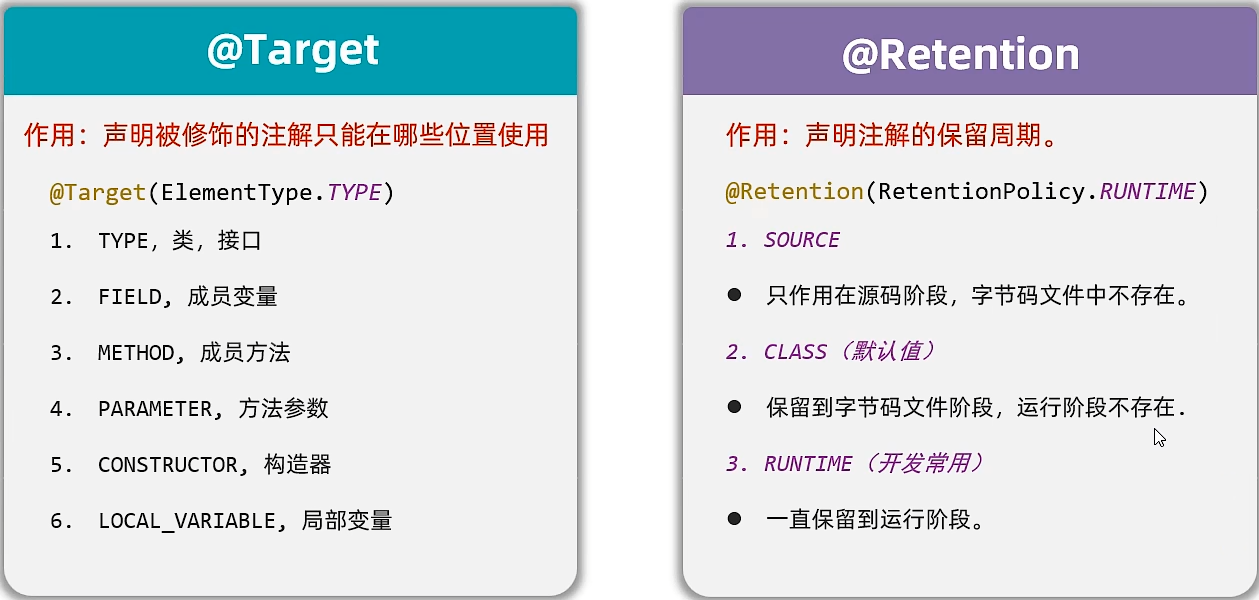 @Target
作用：声明被修饰的注解只能在哪些位置使用
@Target(ElementType.TYPE)
1. TYPE，类，接口
2. FIELD, 成员变量
3. METHOD, 成员方法
4. PARAMETER, 方法参数
5. CONSTRUCTOR, 构造器
6. LOCAL_VARIABLE, 局部变量
@Retention
作用：声明注解的保留周期。
@Retention(RetentionPolicy.RUNTIME)
1. SOURCE
● 只作用在源码阶段，字节码文件中不存在。
2. CLASS（默认值）
● 保留到字节码文件阶段，运行阶段不存在.
3. RUNTIME（开发常用）
● 一直保留到运行阶段。